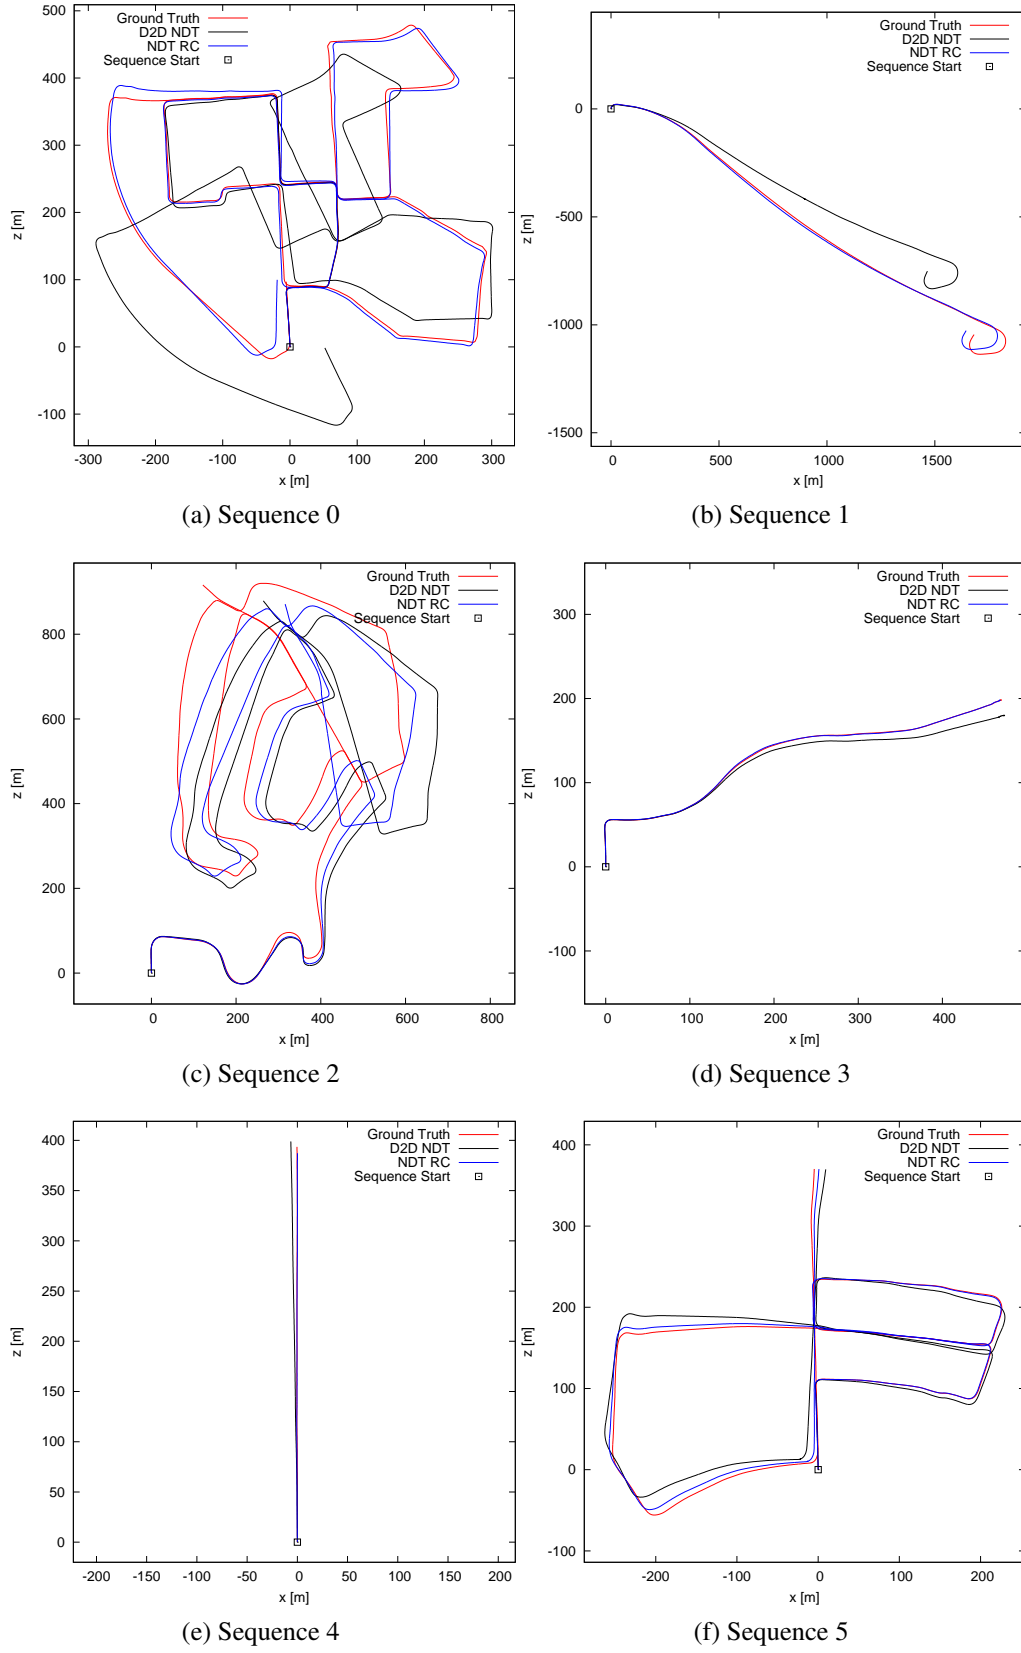 500
400
300
200
100
0
-100
-300
-200
-100
0
100
200
300
z [m]
x [m]
Ground Truth
D2D NDT
NDT RC
Sequence Start
(a) Sequence 0
0
-500
-1000
-1500
0
500
1000
1500
z [m]
x [m]
Ground Truth
D2D NDT
NDT RC
Sequence Start
(b) Sequence 1
800
600
400
200
0
0
200
400
600
800
z [m]
x [m]
Ground Truth
D2D NDT
NDT RC
Sequence Start
(c) Sequence 2
300
200
100
0
-100
0
100
200
300
400
z [m]
x [m]
Ground Truth
D2D NDT
NDT RC
Sequence Start
(d) Sequence 3
400
350
300
250
200
150
100
50
0
-200
-150
-100
-50
0
50
100
150
200
z [m]
x [m]
Ground Truth
D2D NDT
NDT RC
Sequence Start
(e) Sequence 4
400
300
200
100
0
-100
-200
-100
0
100
200
z [m]
x [m]
Ground Truth
D2D NDT
NDT RC
Sequence Start
(f) Sequence 5